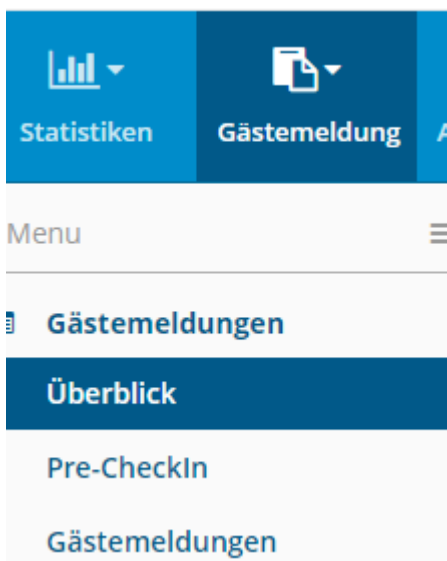 Statistiken
Gästemeldung
Menu
Gästemeldungen
Überblick
Pre-CheckIn
Gästemeldungen